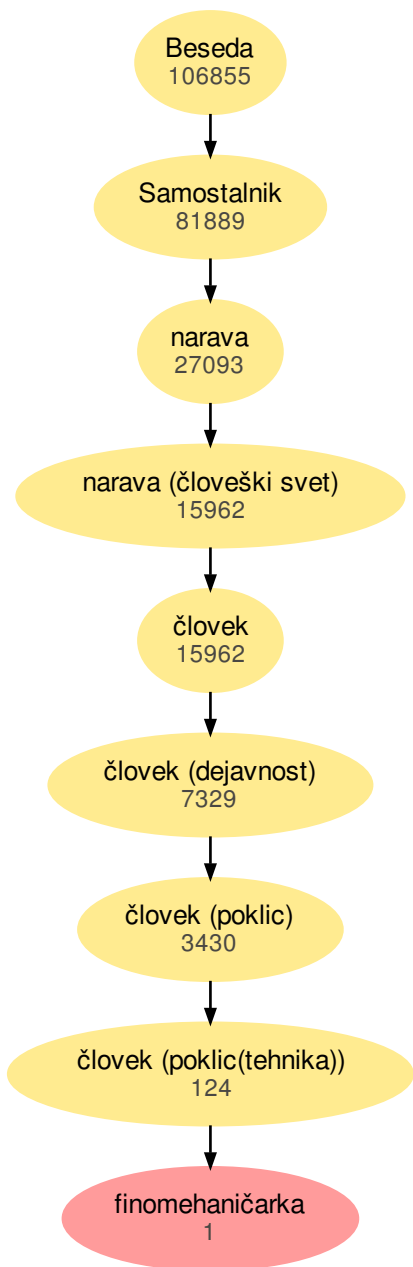 Beseda
106855
Samostalnik
81889
narava
27093
narava (človeški svet)
15962
človek
15962
človek (dejavnost)
7329
človek (poklic)
3430
človek (poklic(tehnika))
124
finomehaničarka
1